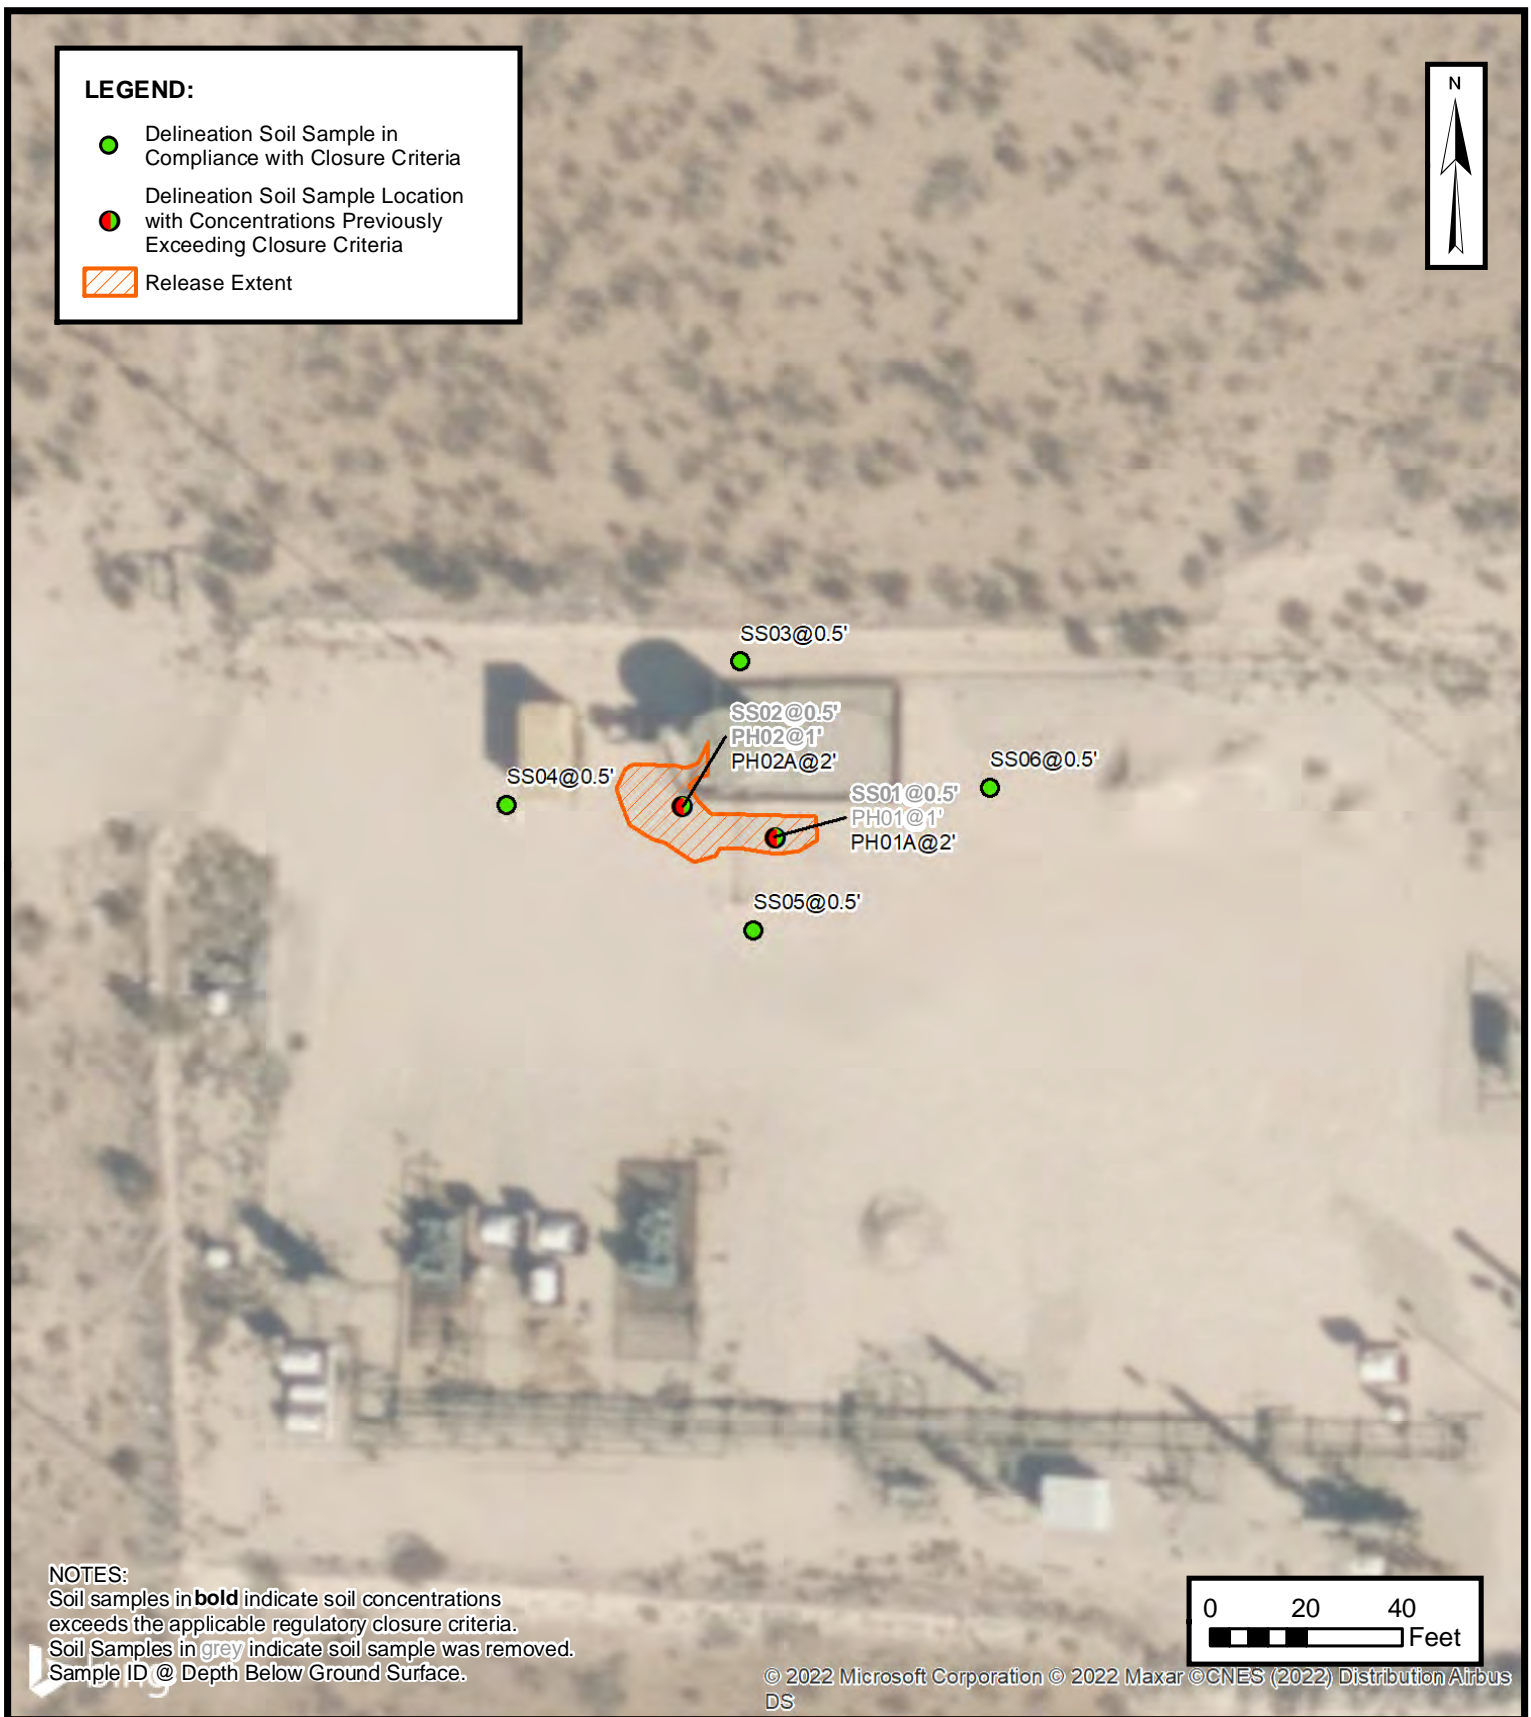 LEGEND:
Delineation Soil Sample in
Compliance with Closure Criteria
Delineation Soil Sample Location
with Concentrations Previously
Exceeding Closure Criteria
Release Extent
N
SS03@0.5'
SS02@0.5'
PH02@1'
PH02A@2'
SS04@0.5'
SS06@0.5'
SS01@0.5'
PH01@1'
PH01A@2'
SS05@0.5'
NOTES:
Soil samples in bold indicate soil concentrations
exceeds the applicable regulatory closure criteria.
Soil Samples in grey indicate soil sample was removed.
Sample ID @ Depth Below Ground Surface.
bing
0 20 40
Feet
© 2022 Microsoft Corporation © 2022 Maxar ©CNES (2022) Distribution Airbus
DS